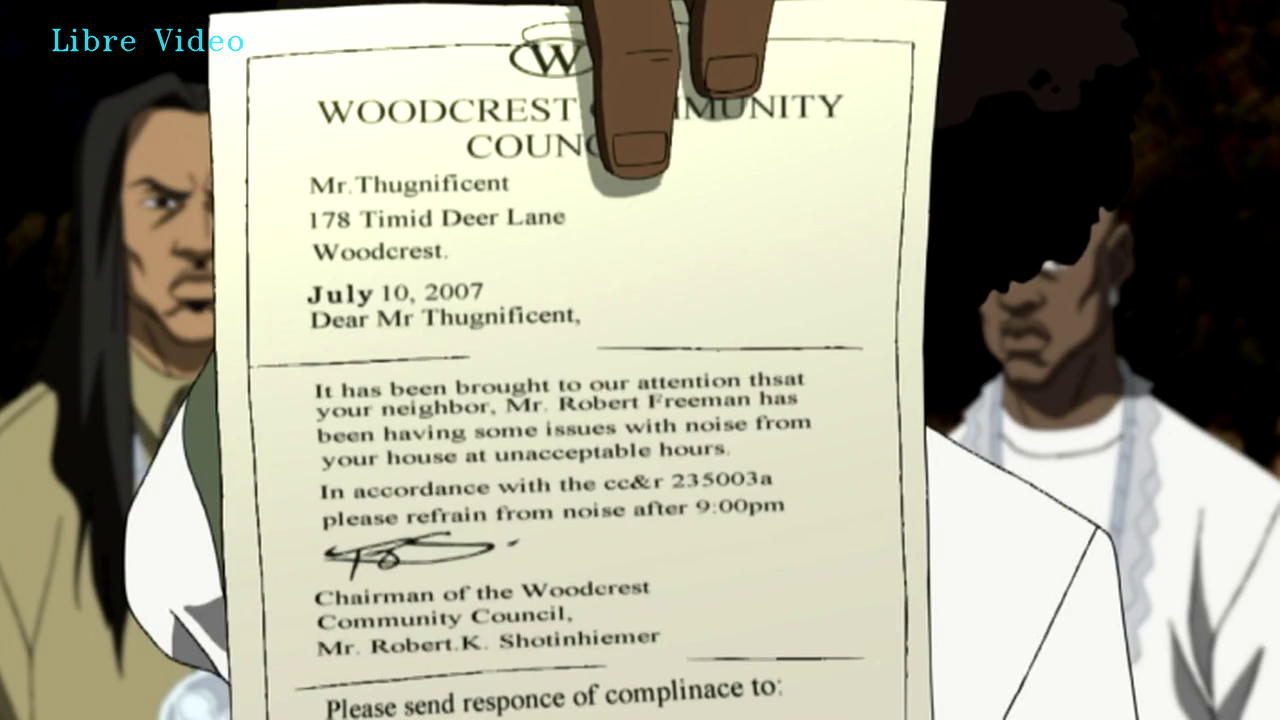 Libre Video
W
WOODCREST MUNITY
COUNC
Mr.Thugnificent
178 Timid Deer Lane
Woodcrest.
July 10, 2007
Dear Mr Thugnificent,
It has been brought to our attention thsat
your neighbor, Mr. Robert Freeman has
been having some issues with noise from
your house at unacceptable hours.
In accordance with the cc&r 235003a
please refrain from noise after 9:00pm
Chairman of the Woodcrest
Community Council,
Mr. Robert.K. Shotinhiemer
Please send responce of complinace to: